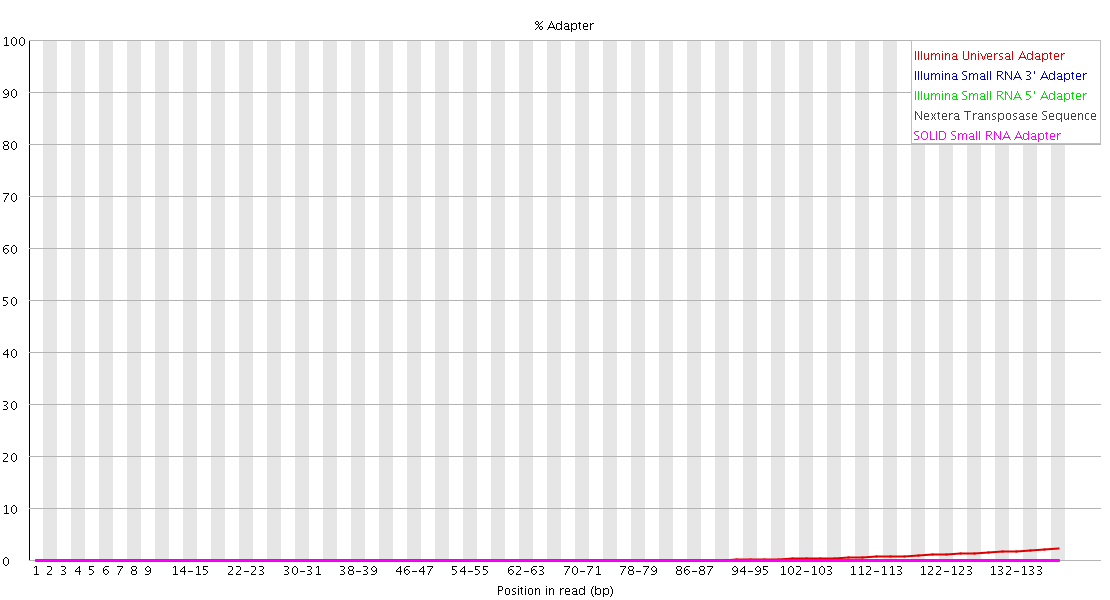 % Adapter
100
Illumina Universal Adapter
Illumina Small RNA 3' Adapter
Illumina Small RNA 5' Adapter
Nextera Transposase Sequence
SOLID Small RNA Adapter
90
80
70
60
50
40
30
20
10
0
1 2 3 4 5 6 7 8 9 14-15 22-23 30-31 38-39 46-47 54-55 62-63 70-71 78-79 86-87 94-95 102-103 112-113 122-123 132-133
Position in read (bp)